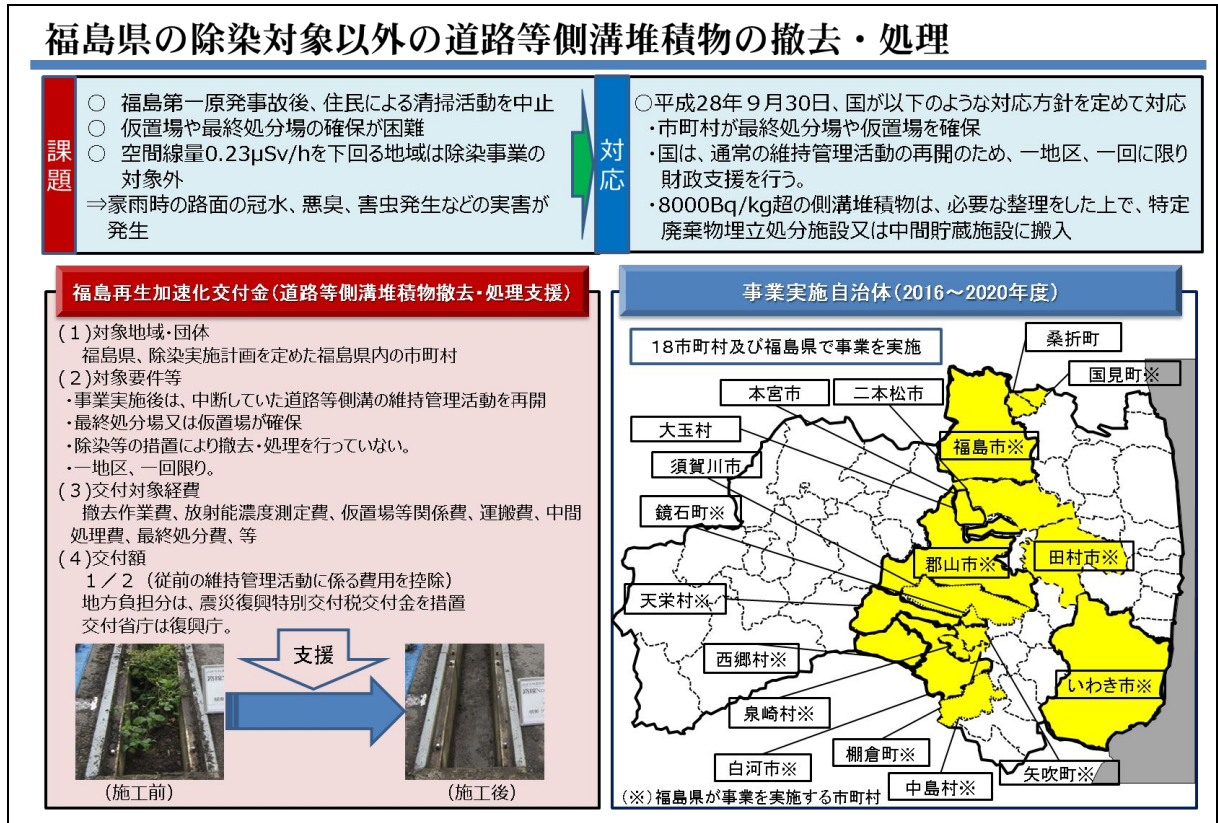 福島県の除染対象以外の道路等側溝堆積物の撤去・処理
課題
○ 福島第一原発事故後、住民による清掃活動を中止
○ 仮置場や最終処分場の確保が困難
○ 空間線量0.23μSv/hを下回る地域は除染事業の
対象外
⇒豪雨時の路面の冠水、悪臭、害虫発生などの実害が
発生
対応
○平成28年9月30日、国が以下のような対応方針を定めて対応
・市町村が最終処分場や仮置場を確保
・国は、通常の維持管理活動の再開のため、一地区、一回に限り
財政支援を行う。
・8000Bq/kg超の側溝堆積物は、必要な整理をした上で、特定
廃棄物埋立処分施設又は中間貯蔵施設に搬入
福島再生加速化交付金(道路等側溝堆積物撤去・処理支援)
(1)対象地域・団体
福島県、除染実施計画を定めた福島県内の市町村
(2)対象要件等
・事業実施後は、中断していた道路等側溝の維持管理活動を再開
・最終処分場又は仮置場が確保
・除染等の措置により撤去・処理を行っていない。
・一地区、一回限り。
(3)交付対象経費
撤去作業費、放射能濃度測定費、仮置場等関係費、運搬費、中間
処理費、最終処分費、等
(4)交付額
1/2(従前の維持管理活動に係る費用を控除)
地方負担分は、震災復興特別交付税交付金を措置
交付省庁は復興庁。
支援
(施工前)
(施工後)
事業実施自治体(2016～2020年度)
18市町村及び福島県で事業を実施
桑折町
国見町※
本宮市
二本松市
大玉村
福島市※
須賀川市
鏡石町※
郡山市※
田村市※
天栄村※
西郷村※
いわき市※
泉崎村※
棚倉町※
白河市※
中島村※
矢吹町※
(※)福島県が事業を実施する市町村